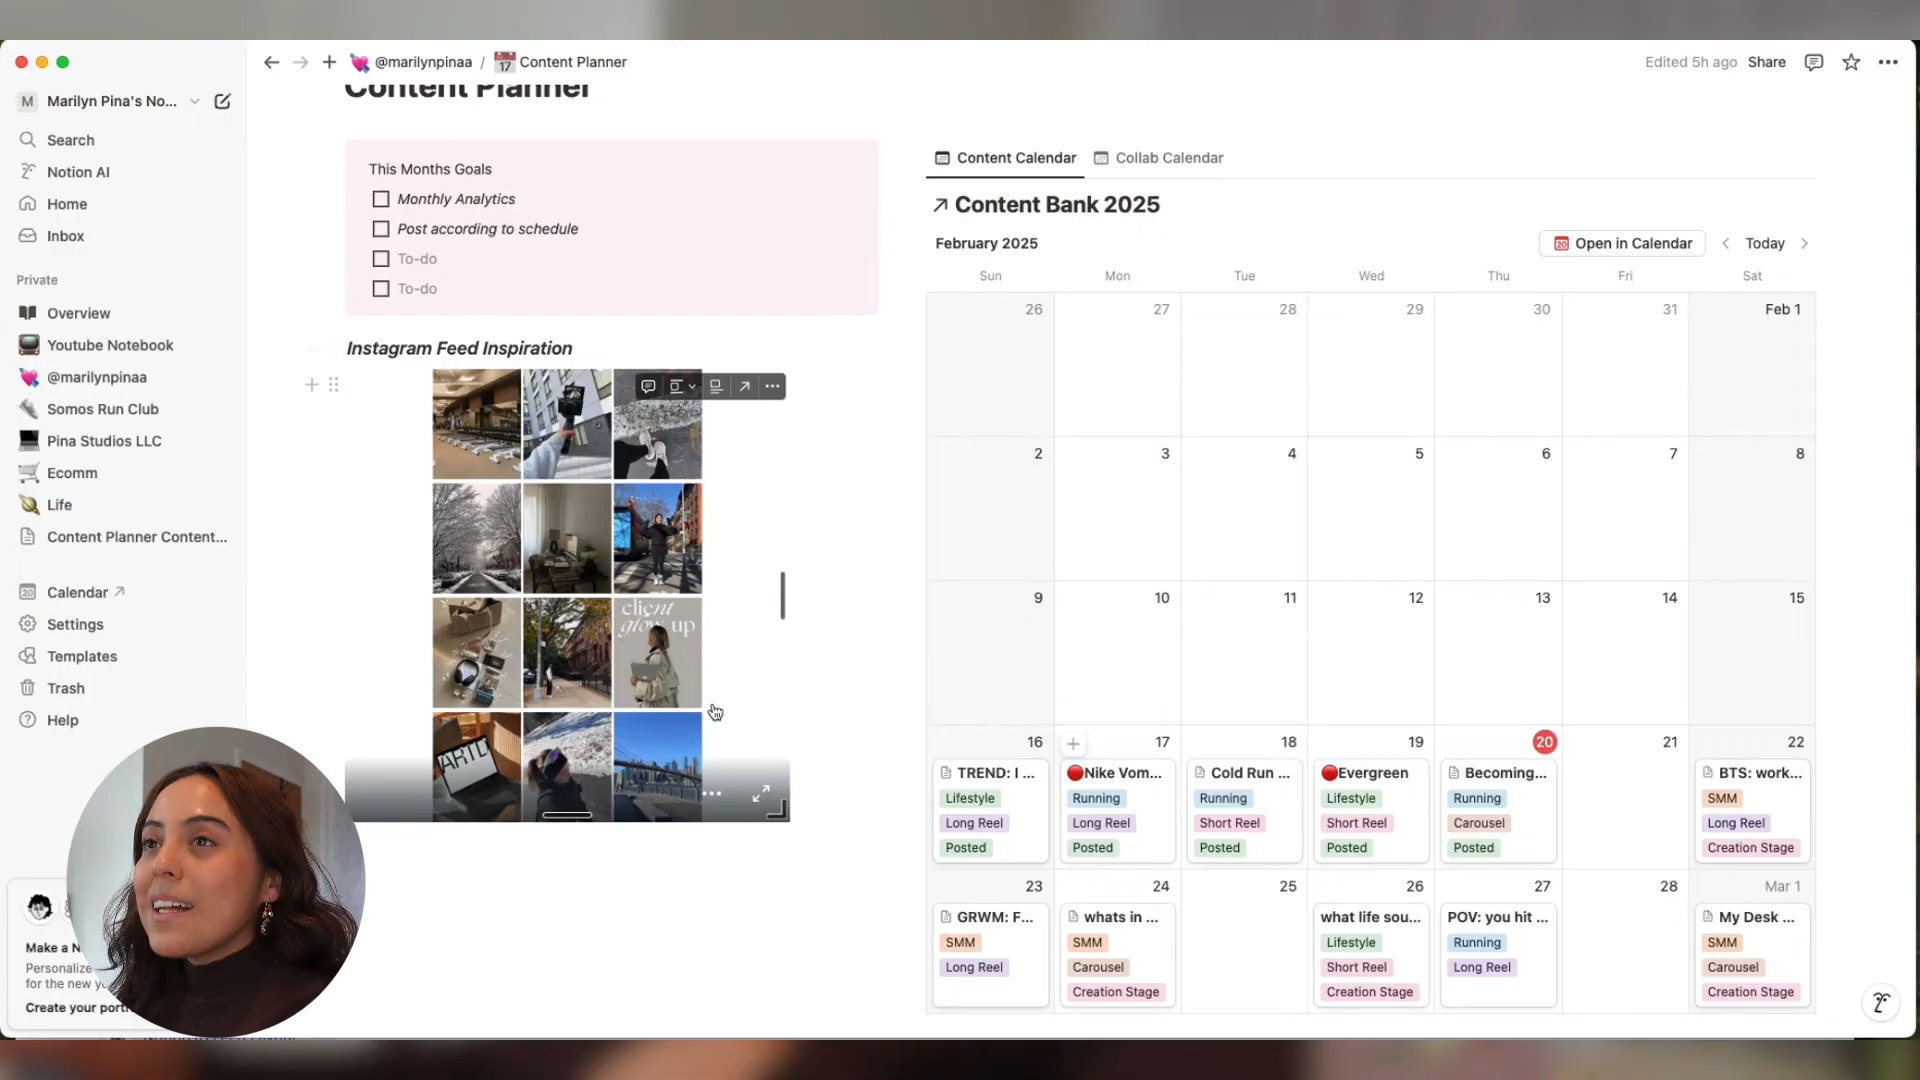 @marilynpinaa / Content Planner
Edited 5h ago Share
M Marilyn Pina's No...
Search
Notion AI
Home
Inbox
Private
Overview
Youtube Notebook
@marilynpinaa
Somos Run Club
Pina Studios LLC
Ecomm
Life
Content Planner Content...
Calendar
Settings
Templates
Trash
Help
Make a N
Personalize
for the new y
Create your port
Content Planner
This Months Goals
Monthly Analytics
Post according to schedule
To-do
To-do
Instagram Feed Inspiration
client
glow up
Content Calendar Collab Calendar
Content Bank 2025
February 2025 Open in Calendar Today
Sun Mon Tue Wed Thu Fri Sat
26 27 28 29 30 31 Feb 1
2 3 4 5 6 7 8
9 10 11 12 13 14 15
16 17 18 19 20 21 22
TREND: I ... Nike Vom... Cold Run ... Evergreen Becoming... BTS: work...
Lifestyle Running Running Lifestyle Running SMM
Long Reel Long Reel Short Reel Short Reel Carousel Long Reel
Posted Posted Posted Posted Posted Creation Stage
23 24 25 26 27 28 Mar 1
GRWM: F... whats in ... what life sou... POV: you hit ... My Desk ...
SMM SMM Lifestyle Running SMM
Long Reel Carousel Short Reel Long Reel Carousel
Creation Stage Creation Stage Creation Stage